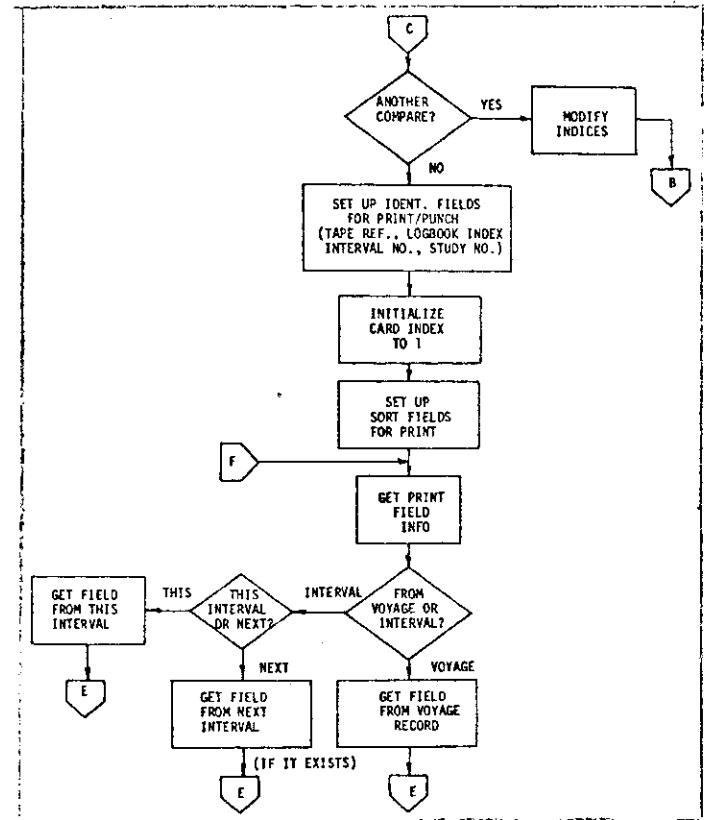 C
ANOTHER
COMPARE?
YES
MODIFY
INDICES
B
NO
SET UP IDENT. FIELDS
FOR PRINT/PUNCH
(TAPE REF., LOGBOOK INDEX
INTERVAL NO., STUDY NO.)
INITIALIZE
CARD INDEX
TO 1
SET UP
SORT FIELDS
FOR PRINT
F
GET PRINT
FIELD
INFO
FROM
VOYAGE OR
INTERVAL?
INTERVAL
THIS
INTERVAL
OR NEXT?
THIS
GET FIELD
FROM THIS
INTERVAL
E
NEXT
GET FIELD
FROM NEXT
INTERVAL
(IF IT EXISTS)
E
VOYAGE
GET FIELD
FROM VOYAGE
RECORD
E